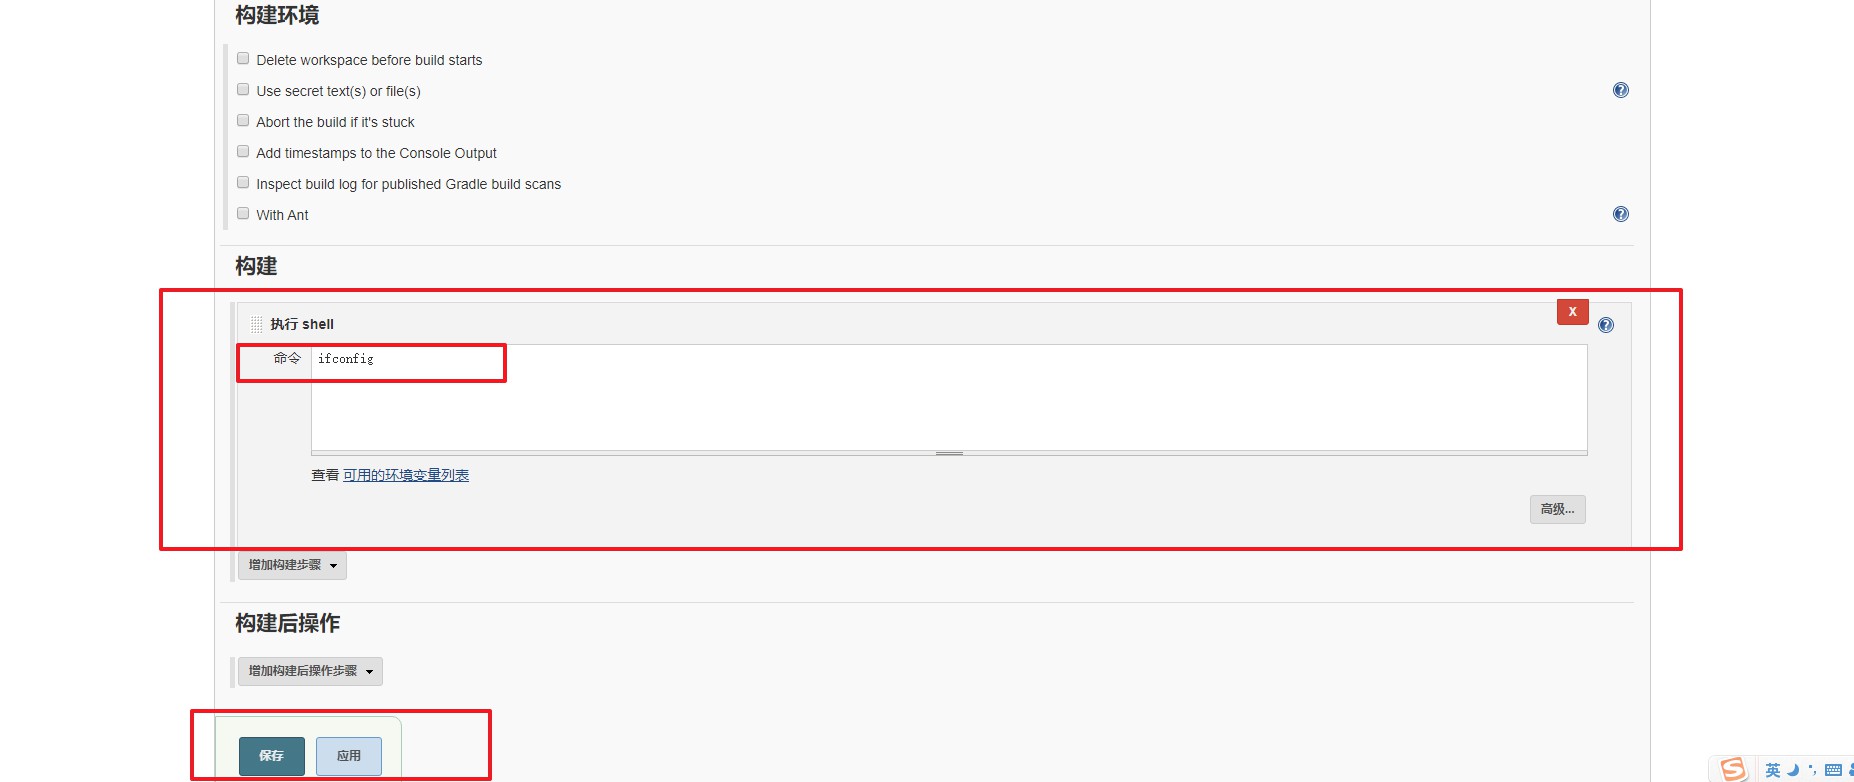 构建环境
Delete workspace before build starts
Use secret text(s) or file(s)
Abort the build if it's stuck
Add timestamps to the Console Output
Inspect build log for published Gradle build scans
With Ant
构建
X
执行 shell
命令 ifconfig
查看 可用的环境变量列表
高级...
增加构建步骤
构建后操作
增加构建后操作步骤
保存 应用
S 英